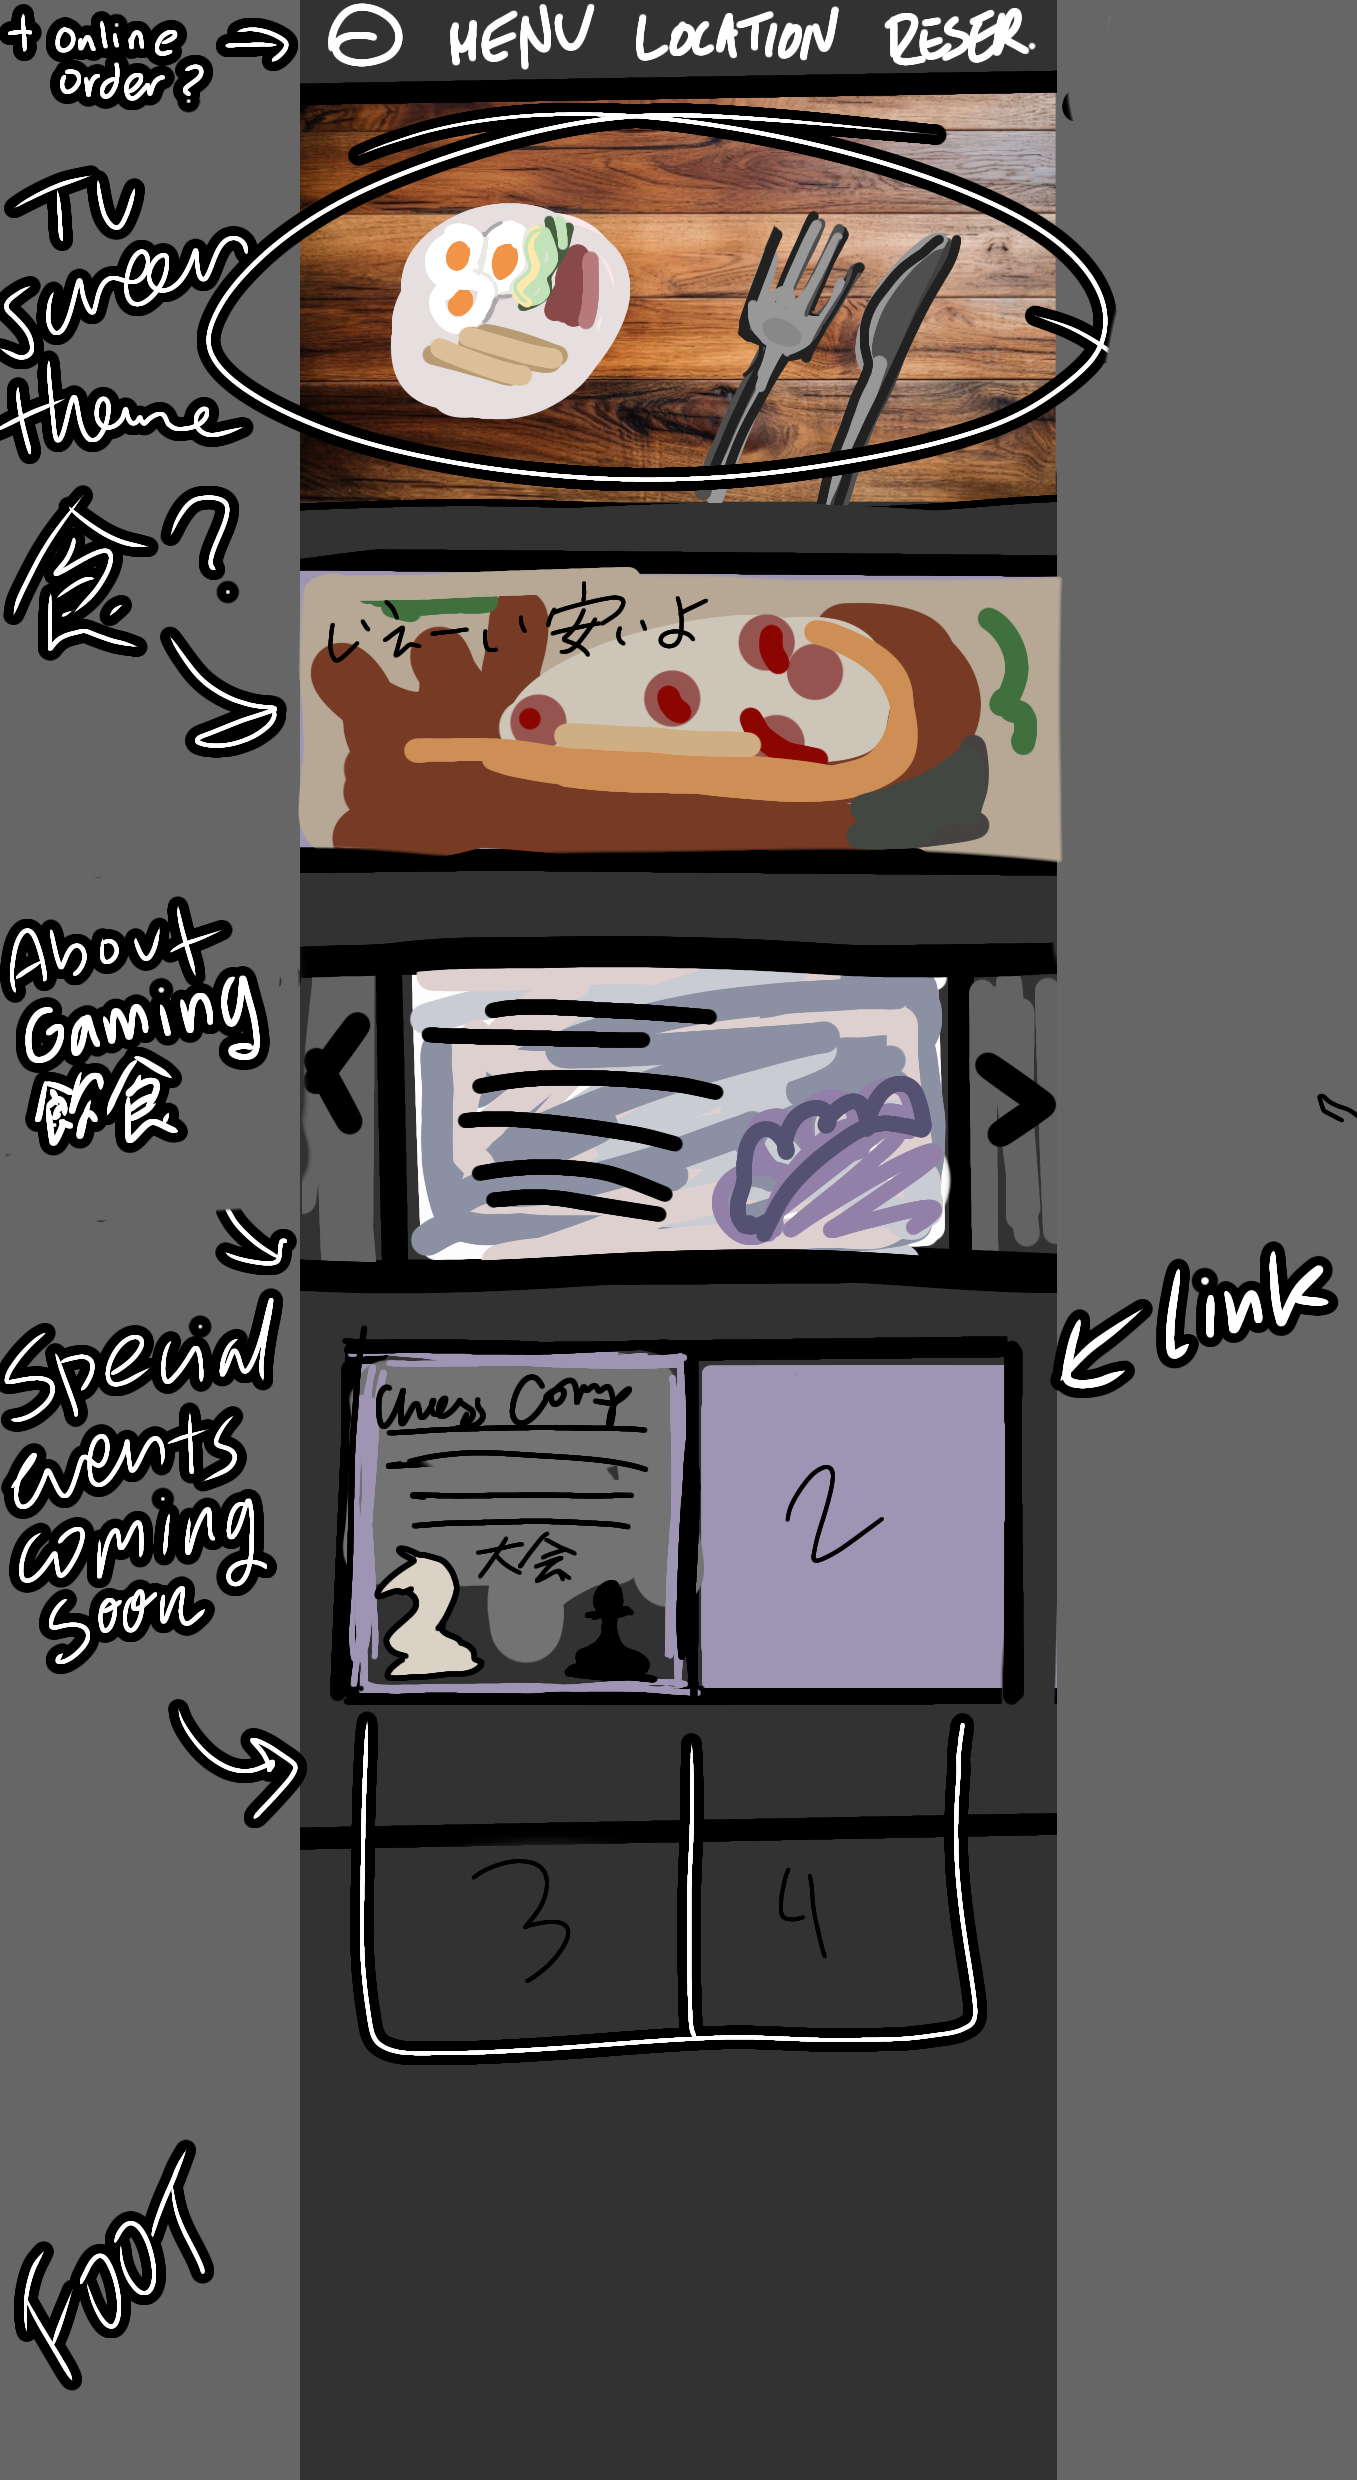 + Online
order?
MENU LOCATION RESER.
TV
Screen
theme
食?
いえーい安いよ
About
Gaming
飲食
Special
events
coming
soon
Link
Chess Comp
大会
2
3
4
FOOT